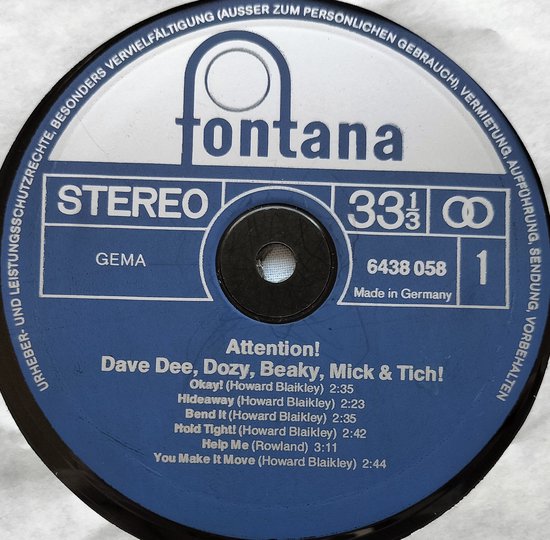 URHEBER- UND LEISTUNGSSCHUTZRECHTE, BESONDERS VERVIELFÄLTIGUNG (AUSSER ZUM PERSÖNLICHEN GEBRAUCH), VERMIETUNG, AUFFÜHRUNG, SENDUNG, VORBEHALTEN
fontana
STEREO
33 1/3
GEMA
6438 058
1
Made in Germany
Attention!
Dave Dee, Dozy, Beaky, Mick & Tich!
Okay! (Howard Blaikley) 2:35
Hideaway (Howard Blaikley) 2:23
Bend It (Howard Blaikley) 2:35
Hold Tight! (Howard Blaikley) 2:42
Help Me (Rowland) 3:11
You Make It Move (Howard Blaikley) 2:44